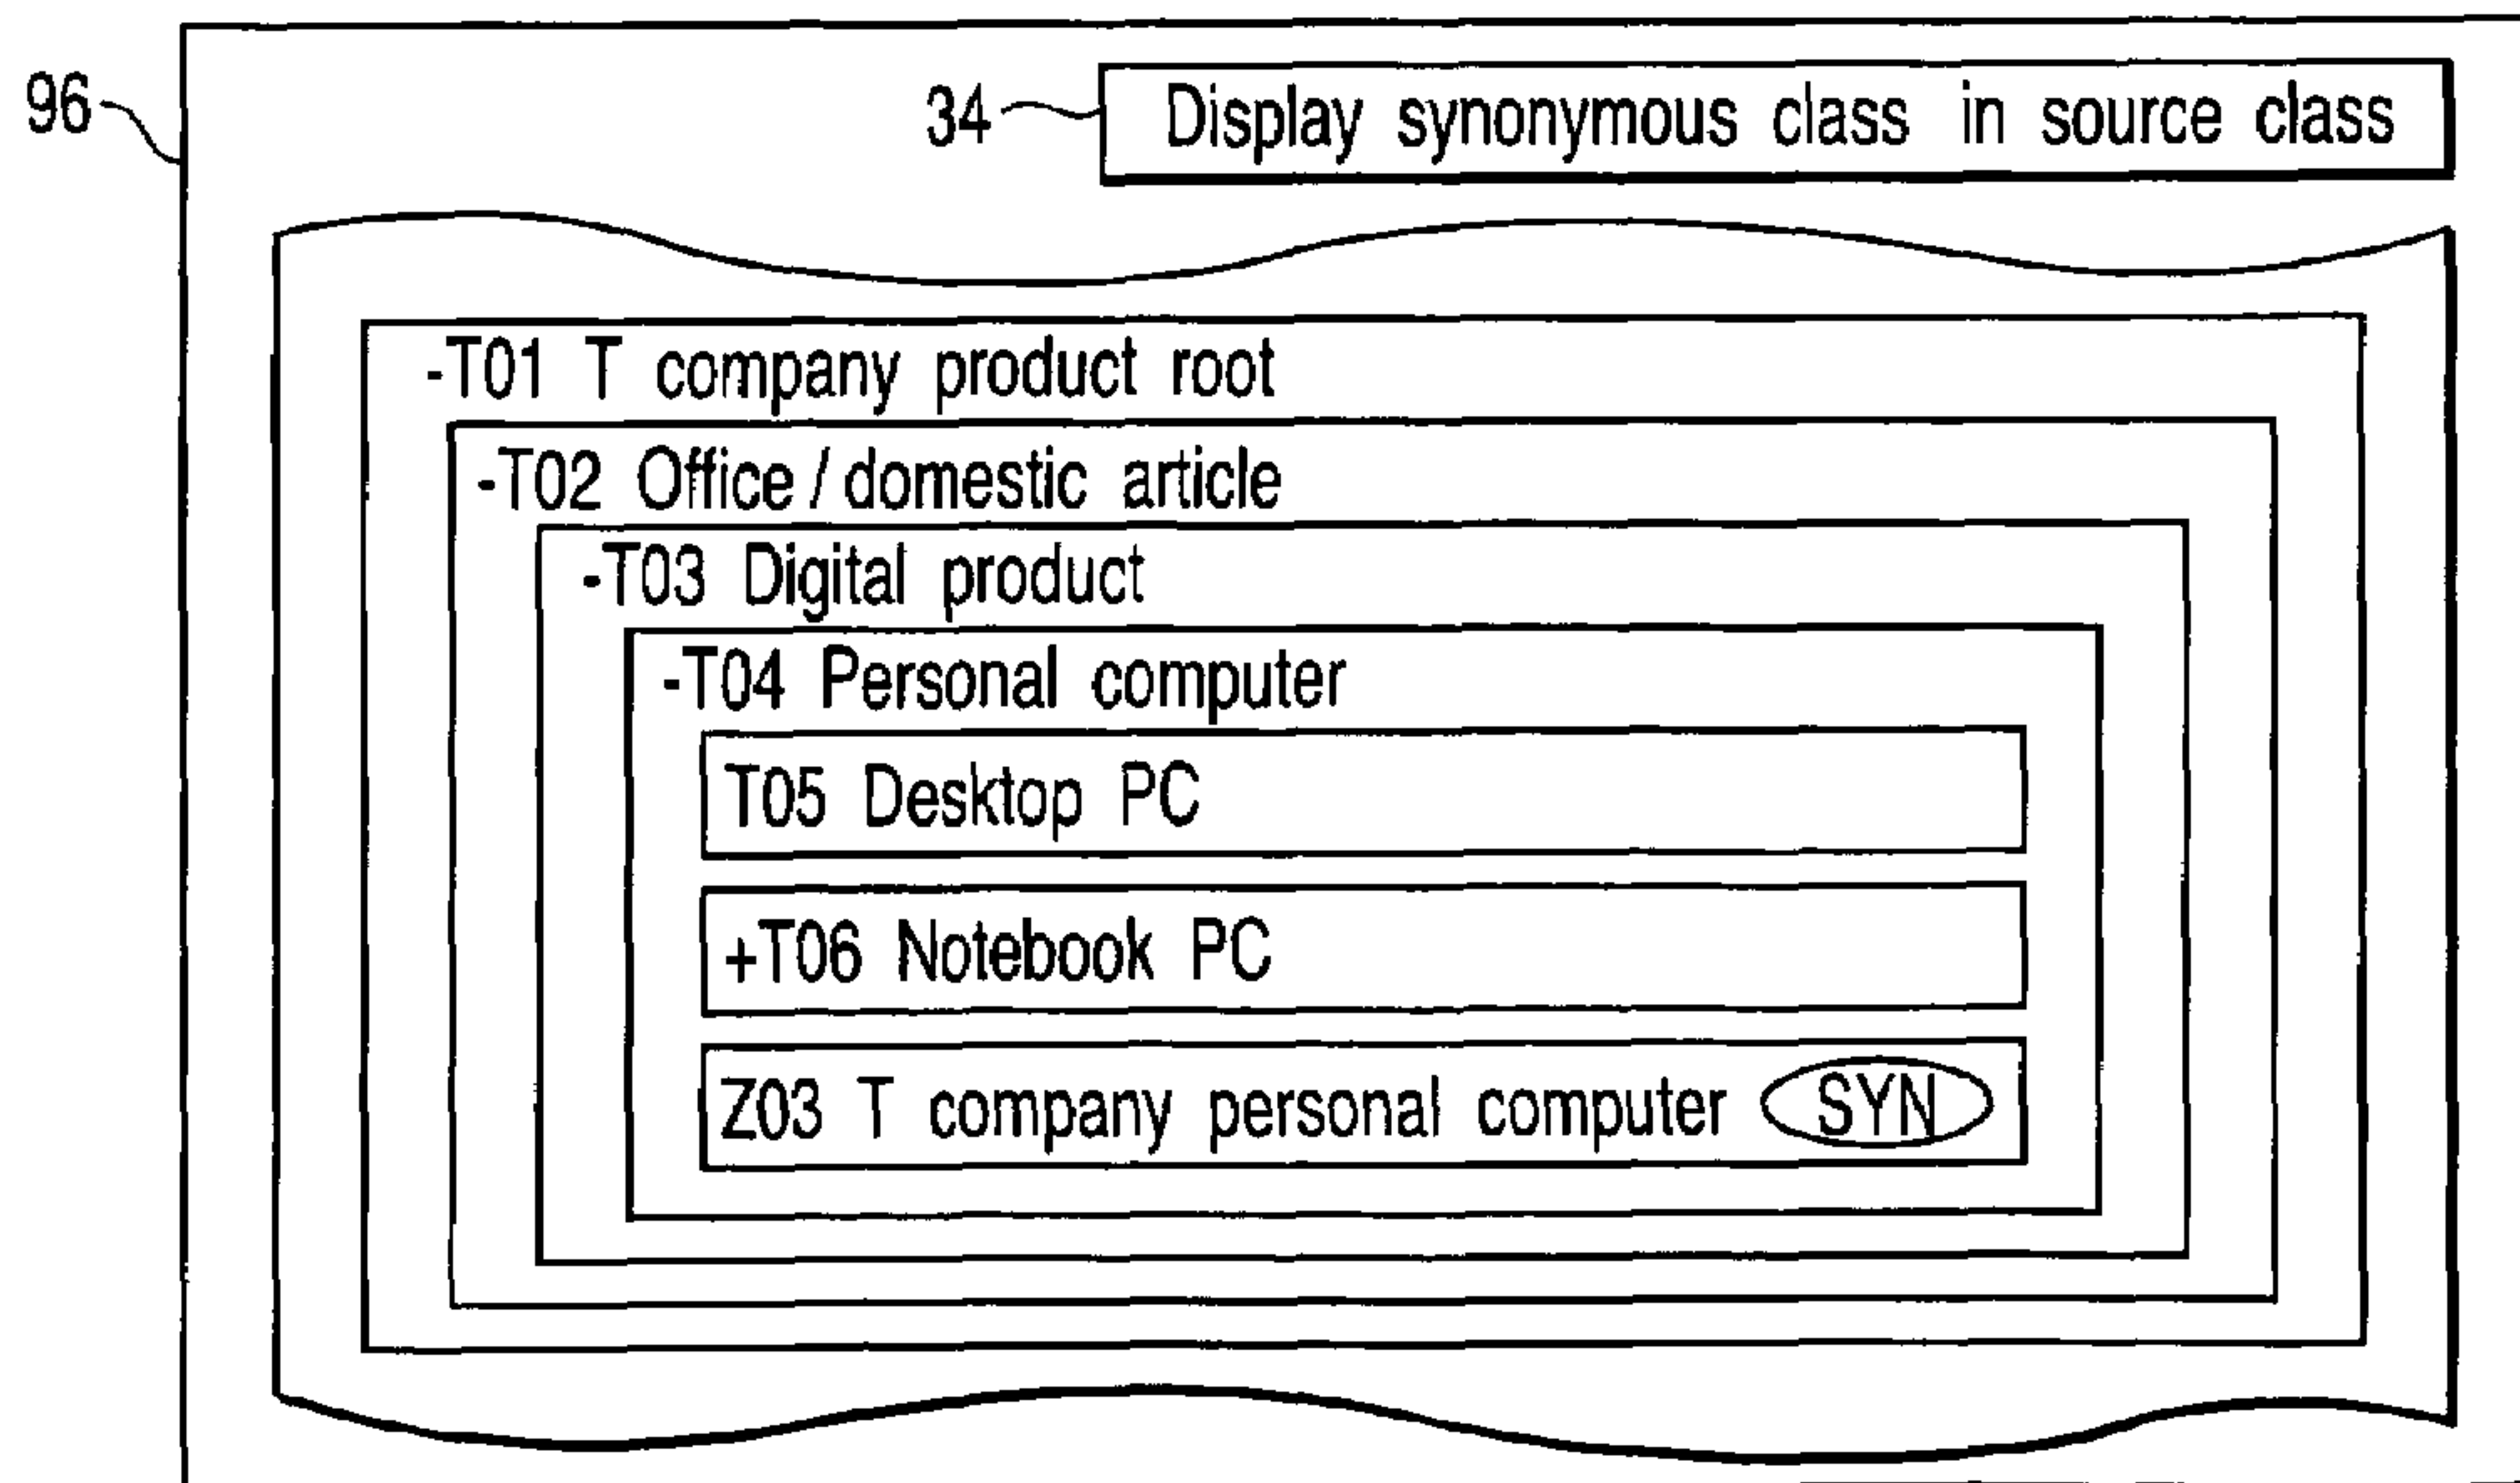 96
34 Display synonymous class in source class
-T01 T company product root
-T02 Office / domestic article
-T03 Digital product
-T04 Personal computer
T05 Desktop PC
+T06 Notebook PC
Z03 T company personal computer SYN